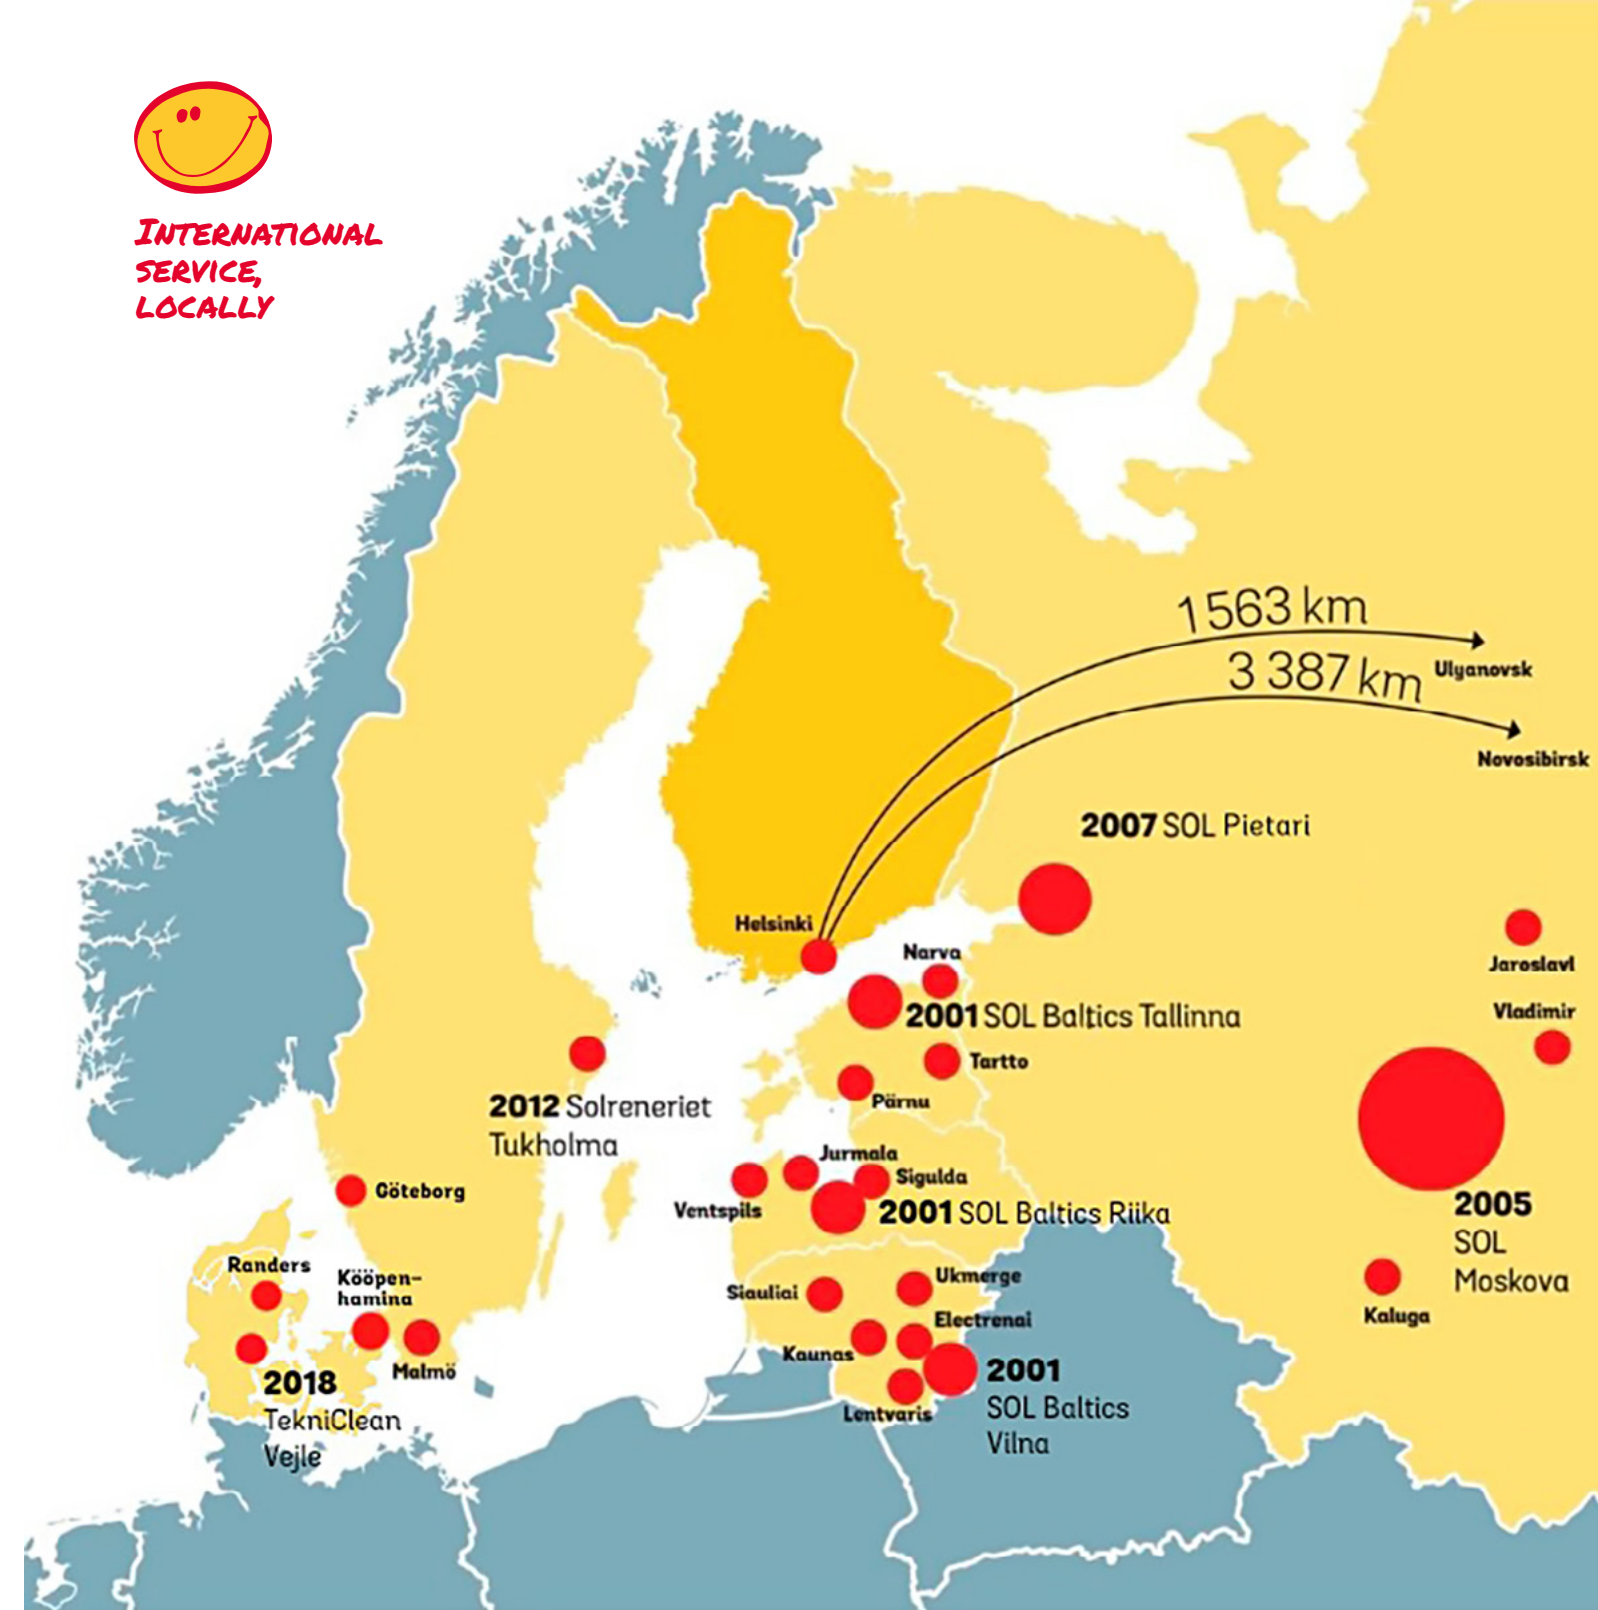 INTERNATIONAL
SERVICE,
LOCALLY
1 563 km
Ulyanovsk
3 387 km
Novosibirsk
2007 SOL Pietari
Helsinki
Narva
Jaroslavl
2001 SOL Baltics Tallinna
Vladimir
Tartto
Pärnu
2012 Solreneriet
Tukholma
Jurmala
Sigulda
Göteborg
Ventspils
2001 SOL Baltics Riika
2005
SOL
Moskova
Randers
Kööpen-
hamina
Malmö
Siauliai
Ukmerge
Electrenai
Kaunas
Kaluga
2018
TekniClean
Vejle
2001
SOL Baltics
Vilna
Lentvaris